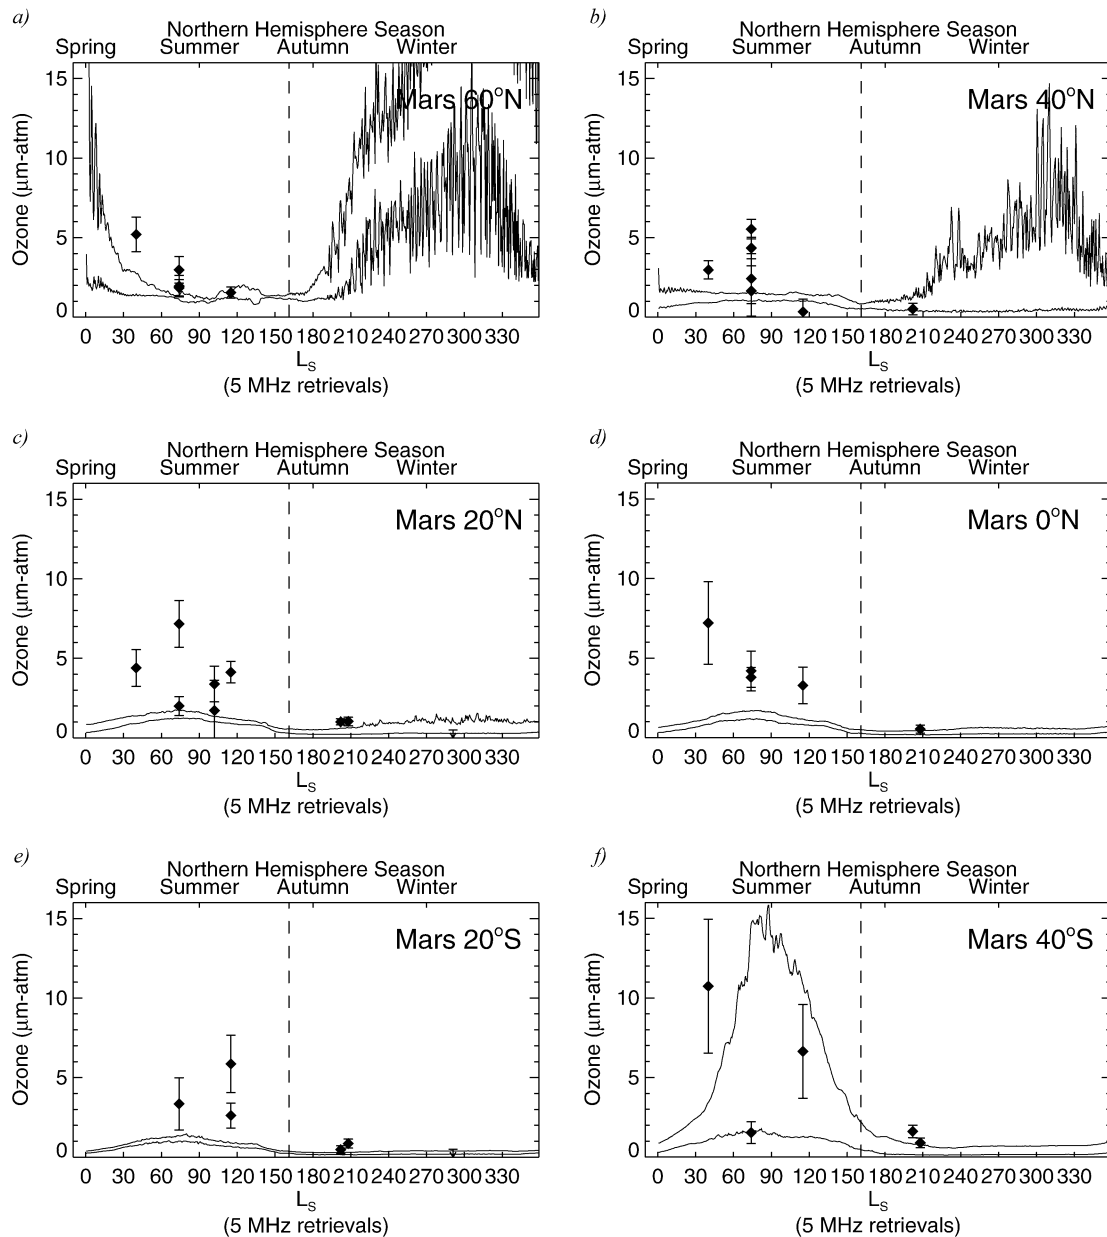 a)
Northern Hemisphere Season
Spring Summer Autumn Winter
Mars 60°N
Ozone (μm-atm)
15
10
5
0
0 30 60 90 120 150 180 210 240 270 300 330
L_S
(5 MHz retrievals)
b)
Northern Hemisphere Season
Spring Summer Autumn Winter
Mars 40°N
Ozone (μm-atm)
15
10
5
0
0 30 60 90 120 150 180 210 240 270 300 330
L_S
(5 MHz retrievals)
c)
Northern Hemisphere Season
Spring Summer Autumn Winter
Mars 20°N
Ozone (μm-atm)
15
10
5
0
0 30 60 90 120 150 180 210 240 270 300 330
L_S
(5 MHz retrievals)
d)
Northern Hemisphere Season
Spring Summer Autumn Winter
Mars 0°N
Ozone (μm-atm)
15
10
5
0
0 30 60 90 120 150 180 210 240 270 300 330
L_S
(5 MHz retrievals)
e)
Northern Hemisphere Season
Spring Summer Autumn Winter
Mars 20°S
Ozone (μm-atm)
15
10
5
0
0 30 60 90 120 150 180 210 240 270 300 330
L_S
(5 MHz retrievals)
f)
Northern Hemisphere Season
Spring Summer Autumn Winter
Mars 40°S
Ozone (μm-atm)
15
10
5
0
0 30 60 90 120 150 180 210 240 270 300 330
L_S
(5 MHz retrievals)